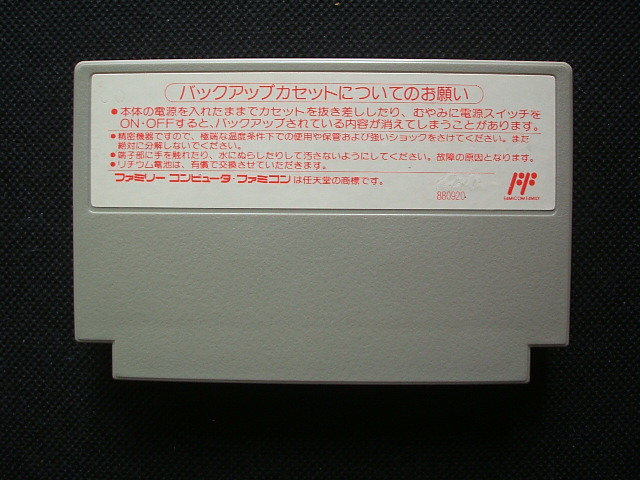 バックアップカセットについてのお願い
●本体の電源を入れたままでカセットを抜き差ししたり、むやみに電源スイッチを
ON・OFFすると、バックアップされている内容が消えてしまうことがあります。
●精密機器ですので、極端な温度条件下での使用や保管および強いショックをさけてください。また
絶対に分解しないでください。
●端子部に手を触れたり、水にぬらしたりして汚さないようにしてください。故障の原因となります。
●リチウム電池は、有償で交換させていただきます。
ファミリーコンピュータ・ファミコンは任天堂の商標です。
880920
FAMICOM FAMILY